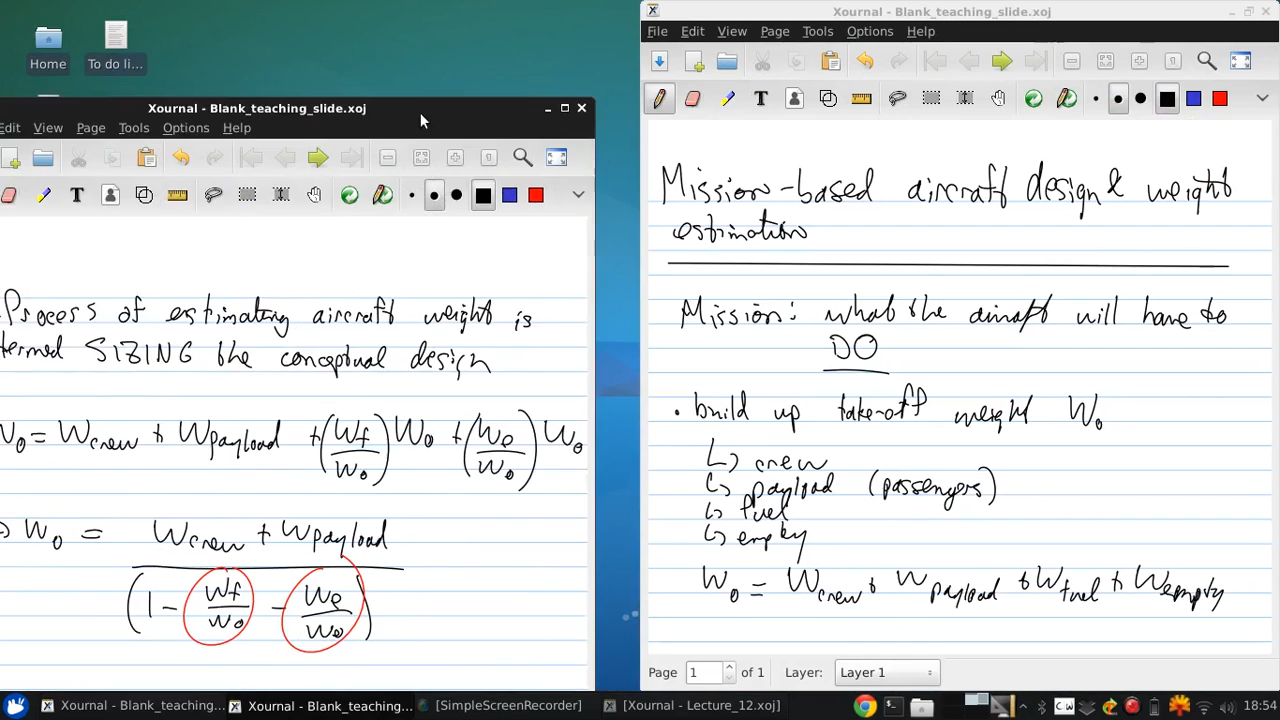 Home
To do li...
Xournal - Blank_teaching_slide.xoj
Edit View Page Tools Options Help
Process of estimating aircraft weight is
termed SIZING the conceptual design
W0 = Wcrew + Wpayload + (Wf/W0) W0 + (We/W0) W0
W0 = Wcrew + Wpayload
(1 - Wf/W0 - We/W0)
Xournal - Blank_teaching_slide.xoj
File Edit View Page Tools Options Help
Mission-based aircraft design & weight
estimation
Mission: what the aircraft will have to
DO
• build up take-off weight W0
↳ crew
↳ payload (passengers)
↳ fuel
↳ empty
W0 = Wcrew + Wpayload + Wfuel + Wempty
Page 1 of 1 Layer: Layer 1
Xournal - Blank_teaching... Xournal - Blank_teaching... [SimpleScreenRecorder] [Xournal - Lecture_12.xoj] 18:54